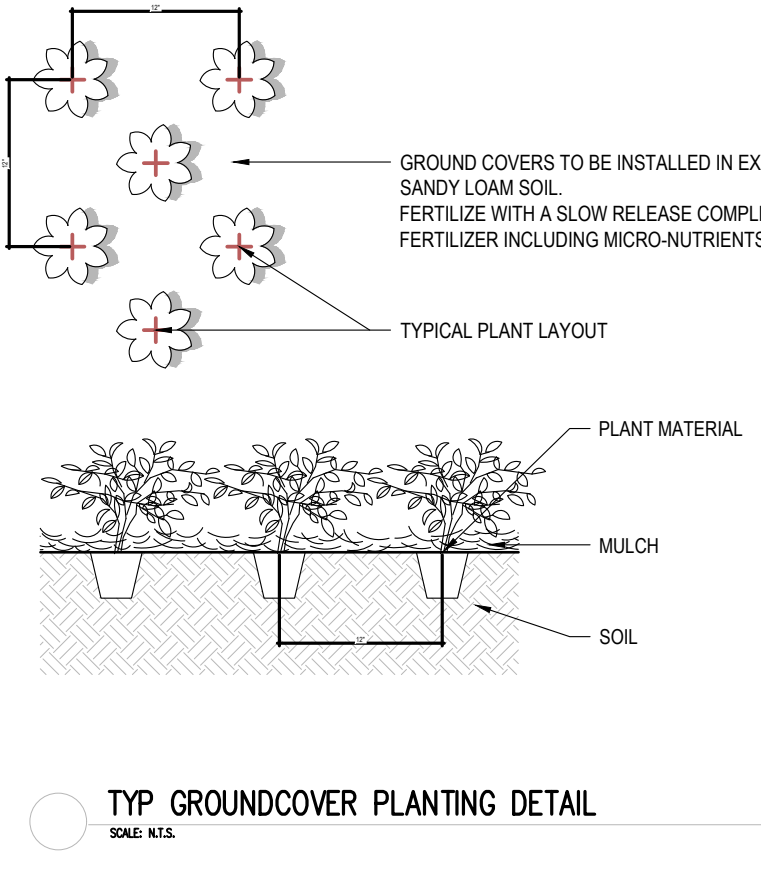 12"
12"
GROUND COVERS TO BE INSTALLED IN EX
SANDY LOAM SOIL.
FERTILIZE WITH A SLOW RELEASE COMPL
FERTILIZER INCLUDING MICRO-NUTRIENTS
TYPICAL PLANT LAYOUT
PLANT MATERIAL
MULCH
SOIL
12"
TYP GROUNDCOVER PLANTING DETAIL
SCALE: N.T.S.